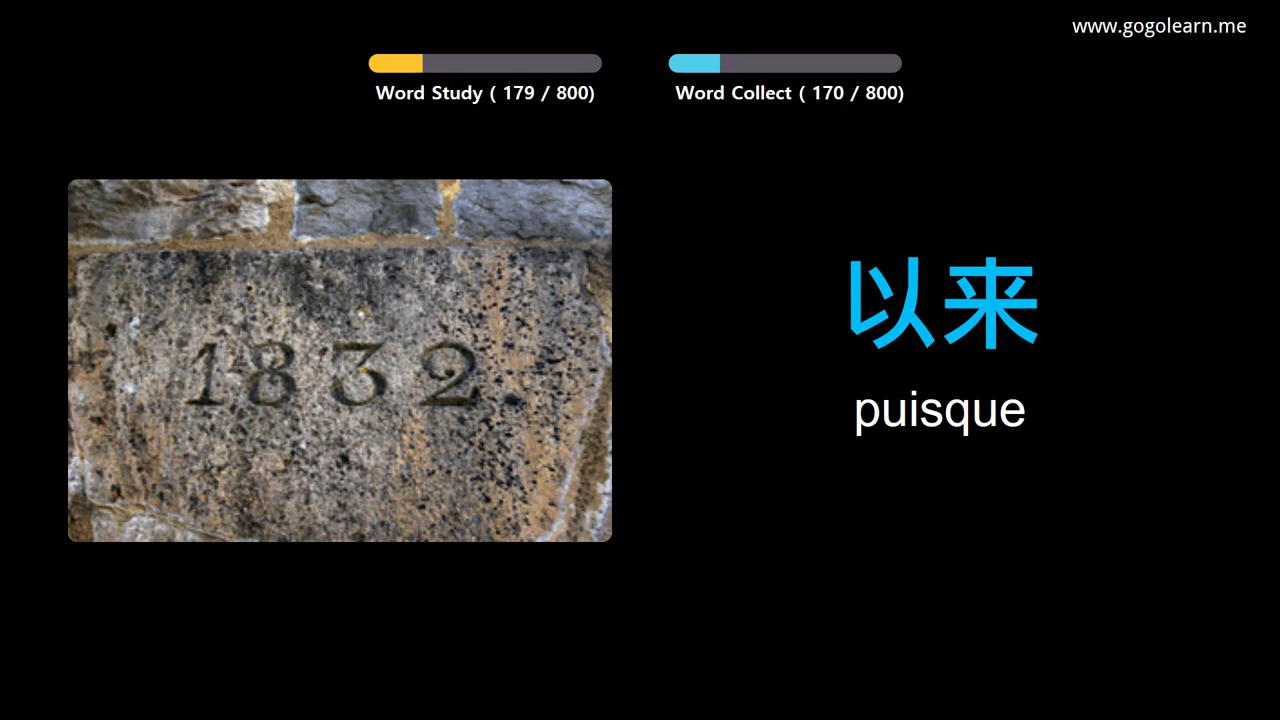 www.gogolearn.me
Word Study ( 179 / 800)
Word Collect ( 170 / 800)
1832.
以来
puisque